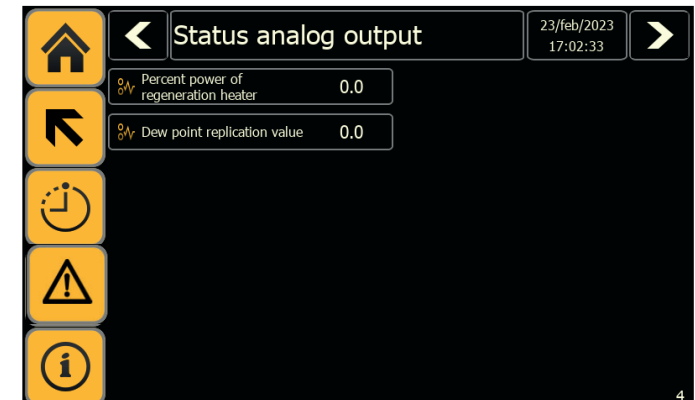 Status analog output
23/feb/2023
17:02:33
Percent power of
regeneration heater
0.0
Dew point replication value
0.0
4